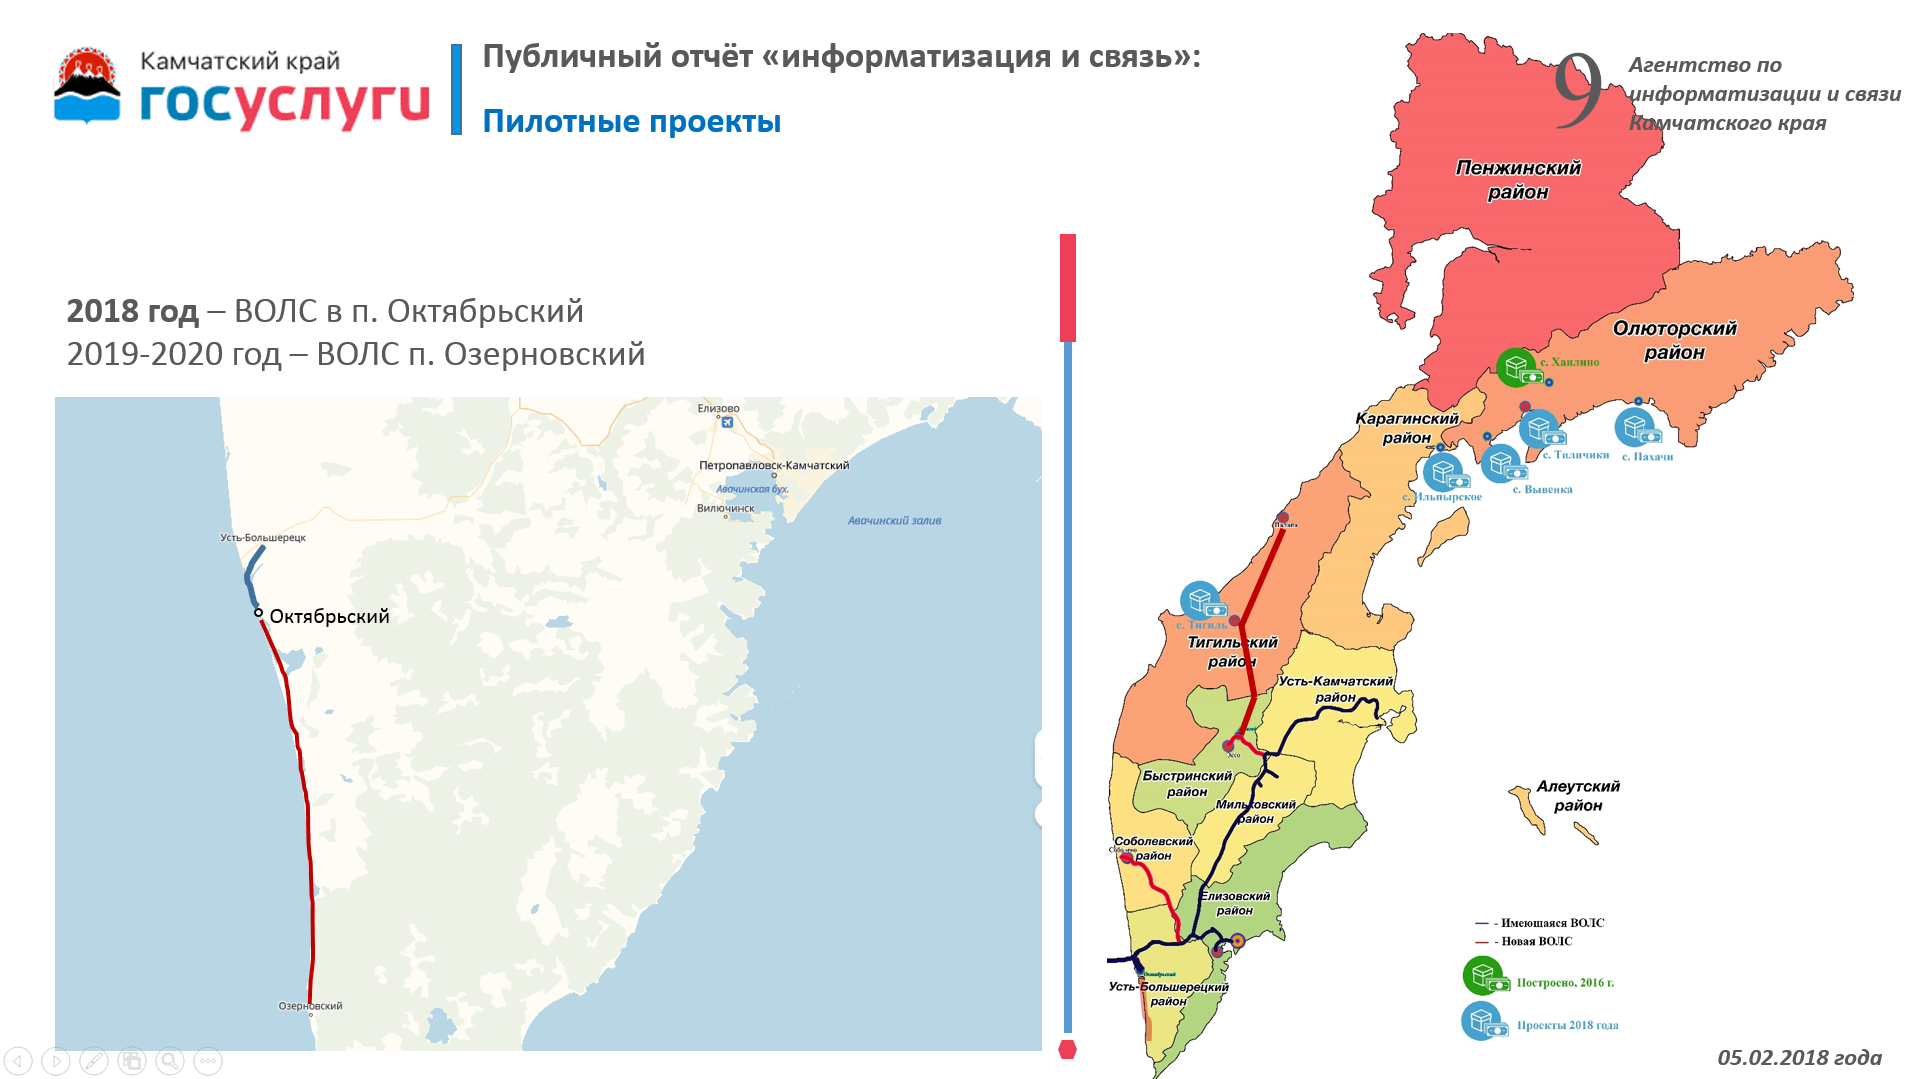 Камчатский край
госуслуги
Публичный отчёт «информатизация и связь»:
Пилотные проекты
9
Агентство по
информатизации и связи
Камчатского края
2018 год – ВОЛС в п. Октябрьский
2019-2020 год – ВОЛС п. Озерновский
Елизово
Петропавловск-Камчатский
Авачинская бух.
Вилючинск
Авачинский залив
Усть-Большерецк
Октябрьский
Озерновский
Пенжинский
район
Олюторский
район
с. Хаилино
Карагинский
район
с. Тиличики
с. Пахачи
с. Вывенка
с. Ильпырское
Палана
с. Тигиль
Тигильский
район
Усть-Камчатский
район
Эссо
Быстринский
район
Мильковский
район
Алеутский
район
Соболевский
Соболево
район
Елизовский
район
Октябрьский
Усть-Большерецкий
район
- Имеющаяся ВОЛС
- Новая ВОЛС
Построено, 2016 г.
Проекты 2018 года
05.02.2018 года